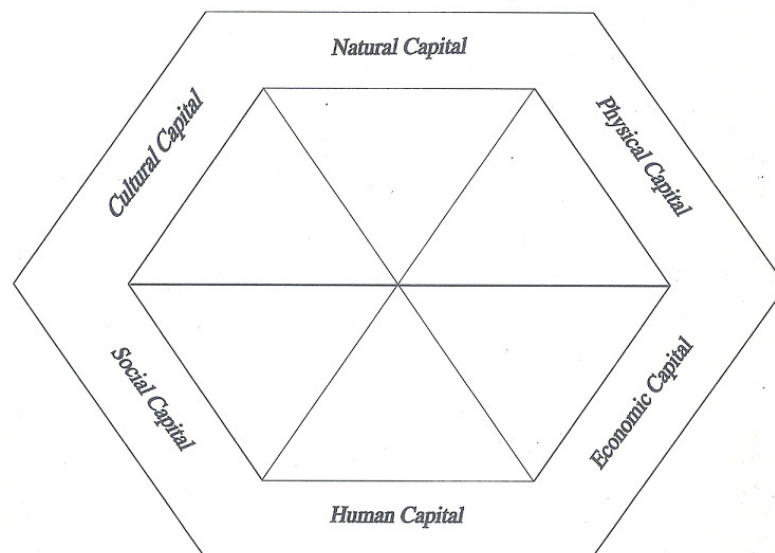 Natural Capital
Cultural Capital
Physical Capital
Social Capital
Economic Capital
Human Capital